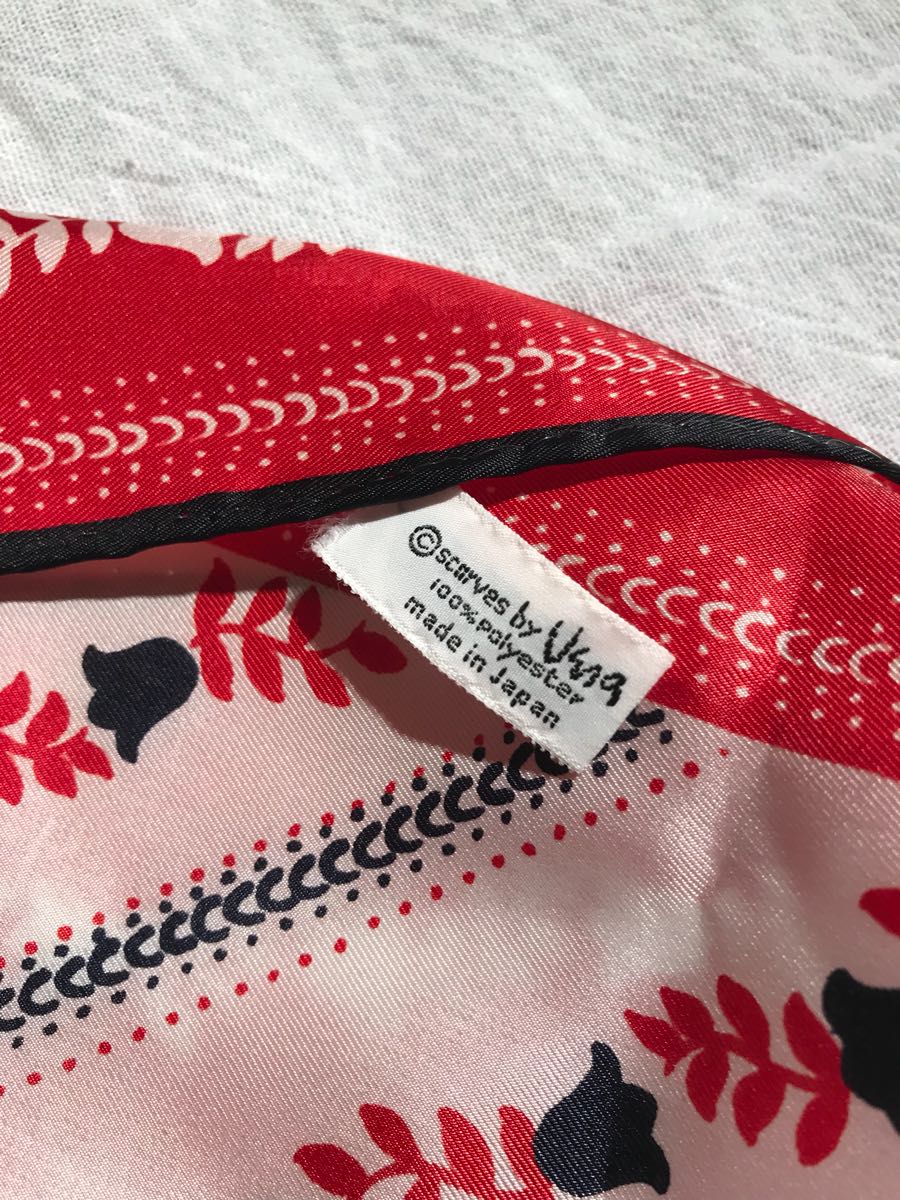 ©scarves by Vera
100%polyester
made in Japan